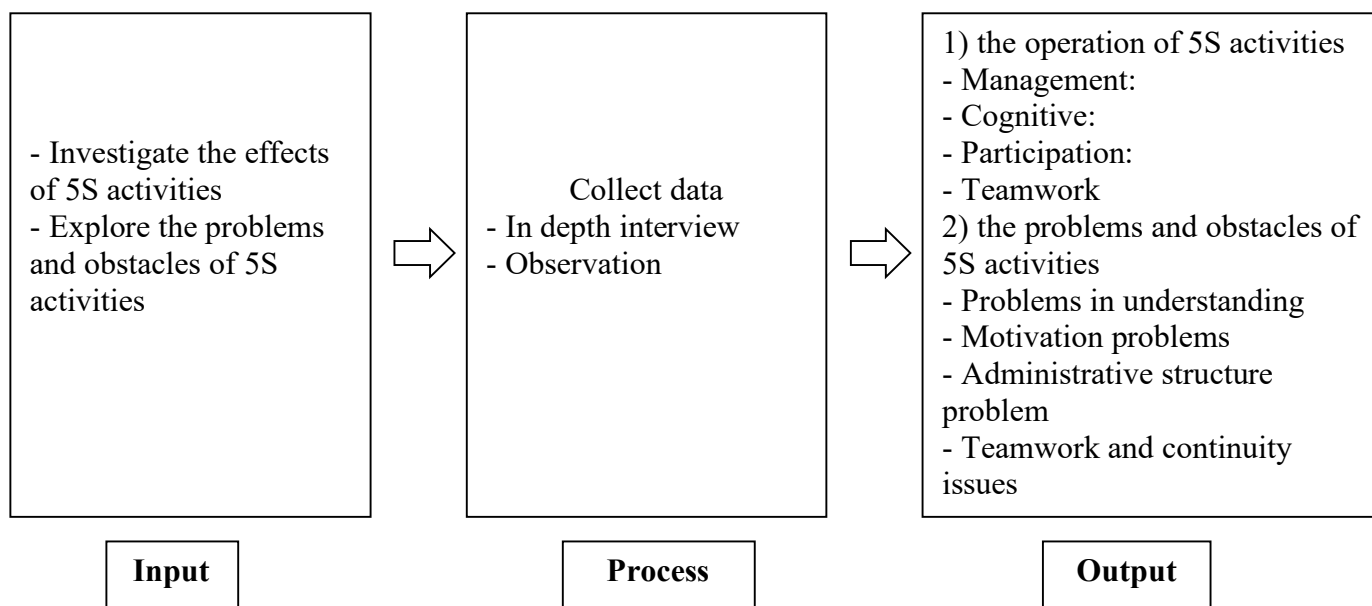 - Investigate the effects
of 5S activities
- Explore the problems
and obstacles of 5S
activities
Collect data
- In depth interview
- Observation
1) the operation of 5S activities
- Management:
- Cognitive:
- Participation:
- Teamwork
2) the problems and obstacles of
5S activities
- Problems in understanding
- Motivation problems
- Administrative structure
problem
- Teamwork and continuity
issues
Input
Process
Output